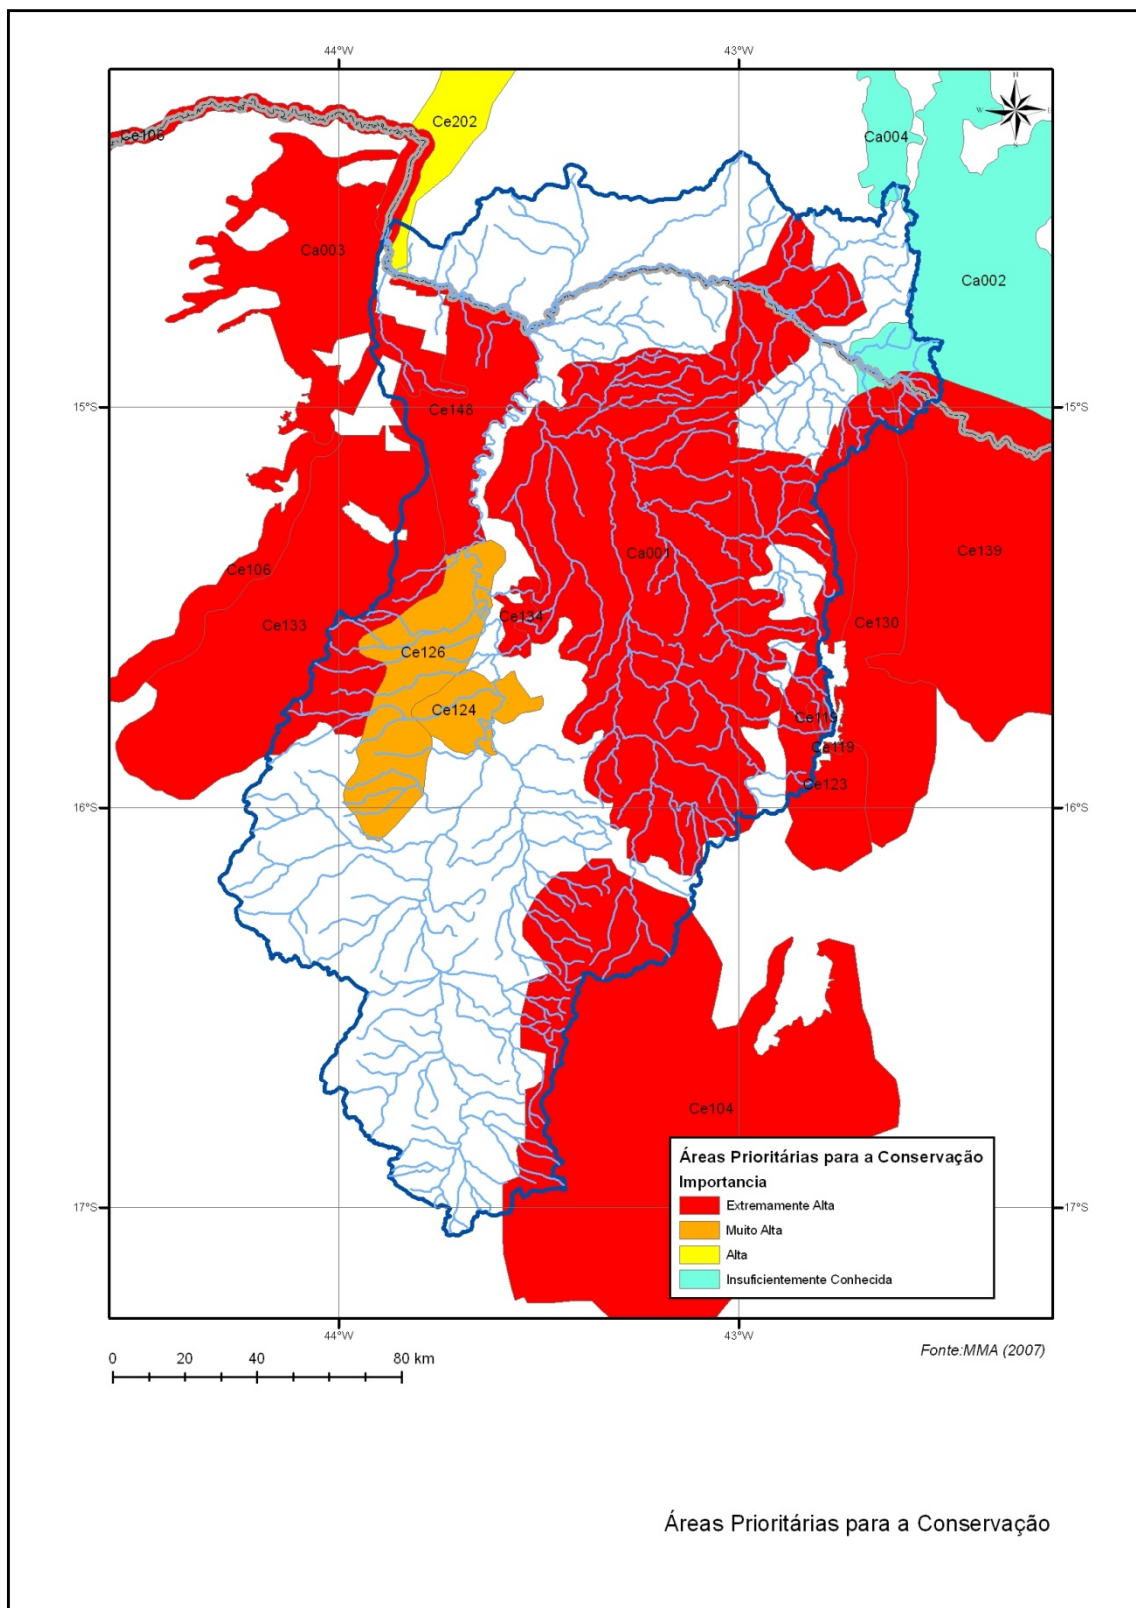 44°W
43°W
N
W
E
S
Ce202
Ce106
Ca004
Ca003
Ca002
15°S
15°S
Ce148
Ca001
Ce139
Ce106
Ce133
Ce134
Ce130
Ce126
Ce124
Ce119
Ce119
Ce123
16°S
16°S
Ce104
Áreas Prioritárias para a Conservação
Importancia
Extremamente Alta
Muito Alta
Alta
Insuficientemente Conhecida
17°S
17°S
44°W
43°W
Fonte:MMA (2007)
0 20 40 80 km
Áreas Prioritárias para a Conservação